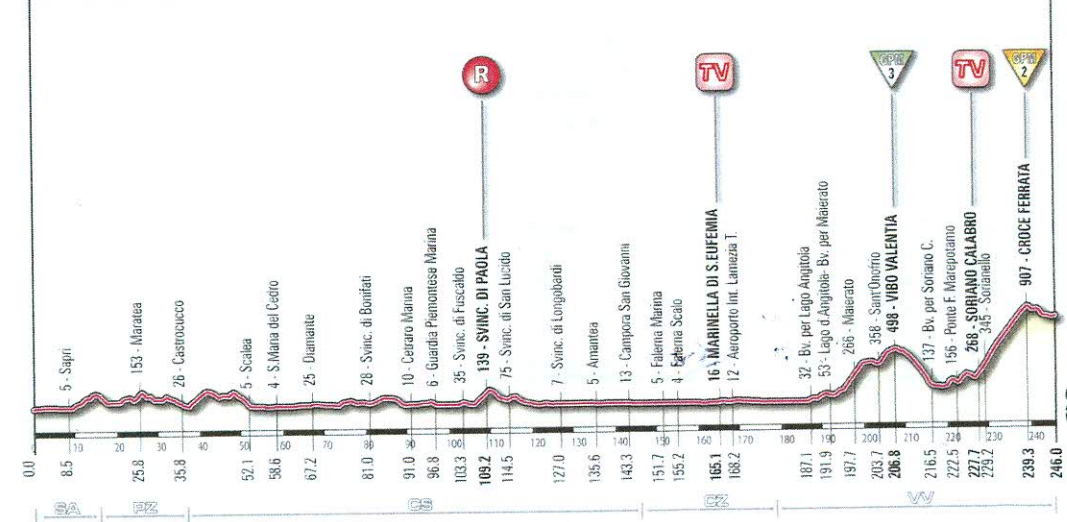 R
TV
GPM
3
TV
GPM
2
5 - Sapri
153 - Maratea
26 - Castrocucco
5 - Scalea
4 - S.Maria del Cedro
25 - Diamante
28 - Svinc. di Bonifati
10 - Cetraro Marina
6 - Guardia Piemontese Marina
35 - Svinc. di Fuscaldo
139 - SVINC. DI PAOLA
75 - Svinc. di San Lucido
7 - Svinc. di Longobardi
5 - Amantea
13 - Campora San Giovanni
5 - Falerna Marina
4 - Falerna Scalo
16 - MARINELLA DI S.EUFEMIA
12 - Aeroporto Int. Lamezia T.
32 - Bv. per Lago Angitola
53 - Lago d'Angitola- Bv. per Maierato
266 - Maierato
358 - Sant'Onofrio
498 - VIBO VALENTIA
137 - Bv. per Soriano C.
156 - Ponte F. Marepotamo
268 - SORIANO CALABRO
345 - Sorianello
907 - CROCE FERRATA
10 20 30 40 50 60 70 80 90 100 110 120 130 140 150 160 170 180 190 200 210 220 230 240
0.0
8.5
25.8
35.8
52.1
58.6
67.2
81.0
91.0
96.8
103.3
109.2
114.5
127.0
135.6
143.3
151.7
155.2
165.1
168.2
187.1
191.9
197.7
203.7
206.8
216.5
222.5
227.7
229.2
239.3
246.0
SA PZ CS CZ VV